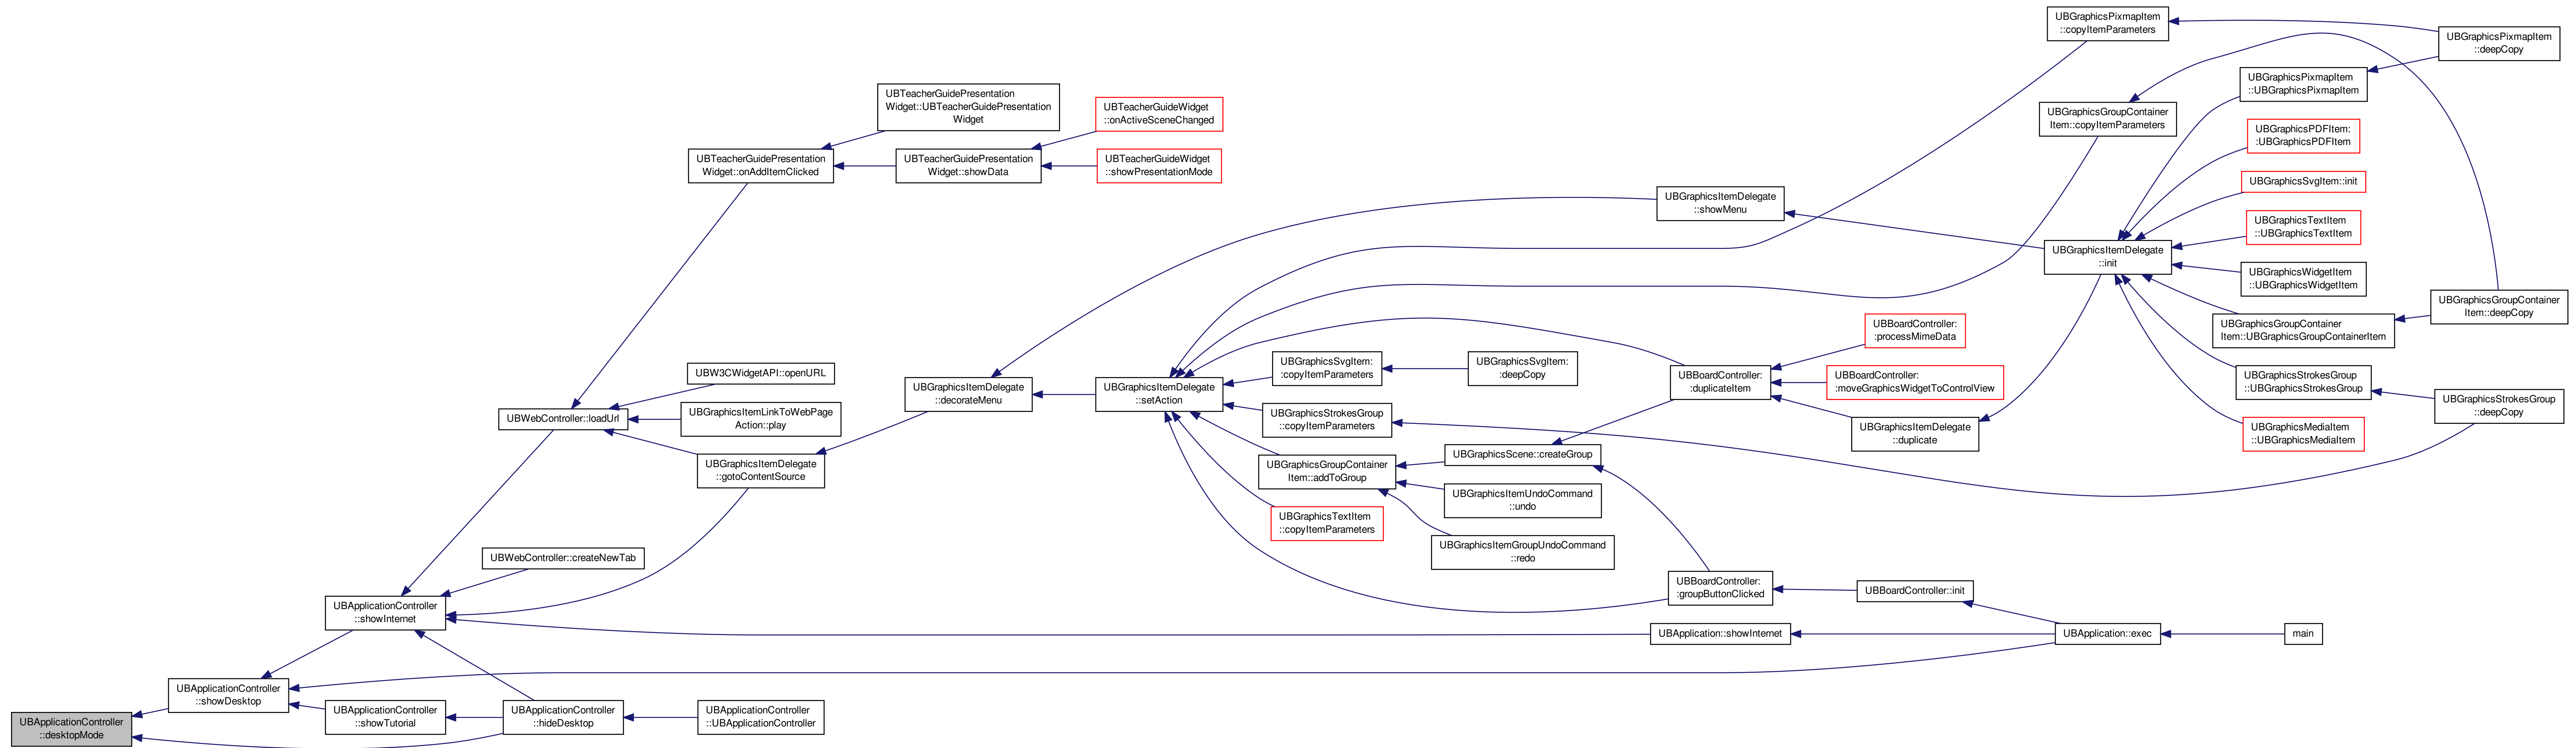 UBApplicationController
::desktopMode
UBApplicationController
::showDesktop
UBApplicationController
::showInternet
UBApplicationController
::showTutorial
UBWebController::loadUrl
UBWebController::createNewTab
UBApplicationController
::hideDesktop
UBTeacherGuidePresentation
Widget::onAddItemClicked
UBW3CWidgetAPI::openURL
UBGraphicsItemLinkToWebPage
Action::play
UBGraphicsItemDelegate
::gotoContentSource
UBApplicationController
::UBApplicationController
UBTeacherGuidePresentation
Widget::UBTeacherGuidePresentation
Widget
UBTeacherGuidePresentation
Widget::showData
UBGraphicsItemDelegate
::decorateMenu
UBTeacherGuideWidget
::onActiveSceneChanged
UBTeacherGuideWidget
::showPresentationMode
UBGraphicsItemDelegate
::setAction
UBGraphicsSvgItem:
:copyItemParameters
UBGraphicsStrokesGroup
::copyItemParameters
UBGraphicsGroupContainer
Item::addToGroup
UBGraphicsTextItem
::copyItemParameters
UBGraphicsSvgItem:
:deepCopy
UBGraphicsScene::createGroup
UBGraphicsItemUndoCommand
::undo
UBGraphicsItemGroupUndoCommand
::redo
UBGraphicsItemDelegate
::showMenu
UBBoardController:
:duplicateItem
UBBoardController:
:groupButtonClicked
UBApplication::showInternet
UBBoardController:
:processMimeData
UBBoardController:
:moveGraphicsWidgetToControlView
UBGraphicsItemDelegate
::duplicate
UBBoardController::init
UBGraphicsPixmapItem
::copyItemParameters
UBGraphicsGroupContainer
Item::copyItemParameters
UBGraphicsItemDelegate
::init
UBApplication::exec
UBGraphicsPixmapItem
::UBGraphicsPixmapItem
UBGraphicsPDFItem:
:UBGraphicsPDFItem
UBGraphicsSvgItem::init
UBGraphicsTextItem
::UBGraphicsTextItem
UBGraphicsWidgetItem
::UBGraphicsWidgetItem
UBGraphicsGroupContainer
Item::UBGraphicsGroupContainerItem
UBGraphicsStrokesGroup
::UBGraphicsStrokesGroup
UBGraphicsMediaItem
::UBGraphicsMediaItem
main
UBGraphicsPixmapItem
::deepCopy
UBGraphicsGroupContainer
Item::deepCopy
UBGraphicsStrokesGroup
::deepCopy